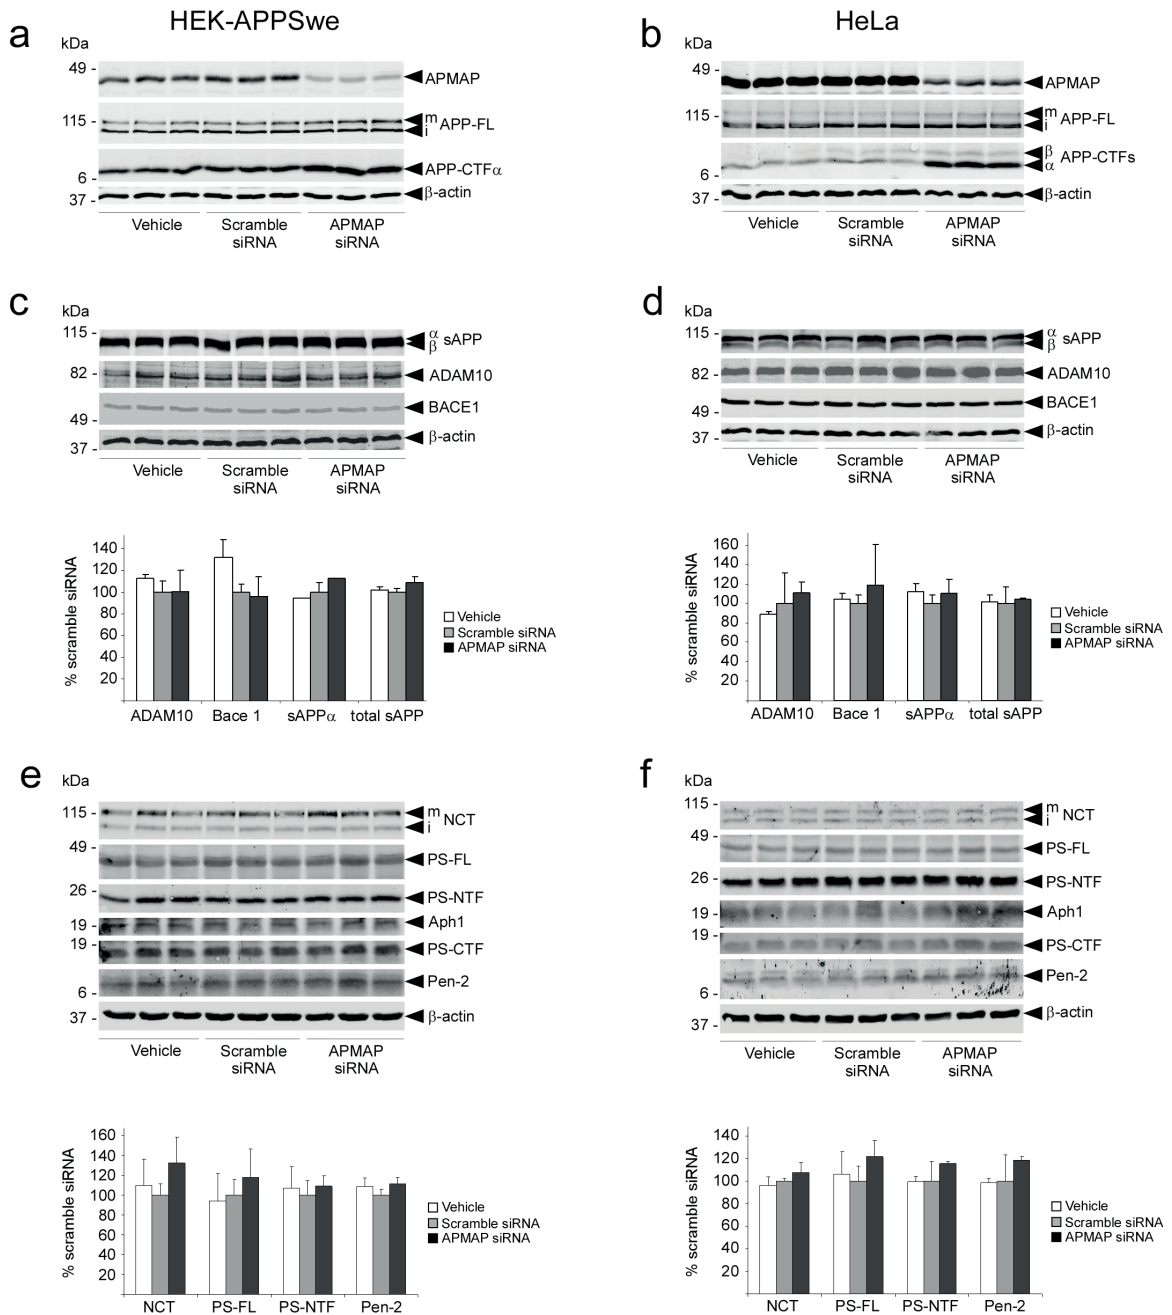 HEK-APPSwe
HeLa
a
kDa
49 -
APMAP
115 -
m
i
APP-FL
APP-CTFα
6 -
37 -
β-actin
Vehicle
Scramble
siRNA
APMAP
siRNA
b
kDa
49 -
APMAP
115 -
m
i
APP-FL
β
α
APP-CTFs
6 -
37 -
β-actin
Vehicle
Scramble
siRNA
APMAP
siRNA
c
kDa
115 -
α
β
sAPP
82 -
ADAM10
BACE1
49 -
37 -
β-actin
Vehicle
Scramble
siRNA
APMAP
siRNA
% scramble siRNA
140
120
100
80
60
40
20
ADAM10 Bace 1 sAPPα total sAPP
Vehicle
Scramble siRNA
APMAP siRNA
d
kDa
115 -
α
β
sAPP
82 -
ADAM10
BACE1
49 -
37 -
β-actin
Vehicle
Scramble
siRNA
APMAP
siRNA
% scramble siRNA
160
140
120
100
80
60
40
20
ADAM10 Bace 1 sAPPα total sAPP
Vehicle
Scramble siRNA
APMAP siRNA
e
kDa
115 -
m
i
NCT
49 -
PS-FL
26 -
PS-NTF
19 -
Aph1
19 -
PS-CTF
Pen-2
6 -
37 -
β-actin
Vehicle
Scramble
siRNA
APMAP
siRNA
% scramble siRNA
160
140
120
100
80
60
40
20
NCT PS-FL PS-NTF Pen-2
Vehicle
Scramble siRNA
APMAP siRNA
f
kDa
115 -
m
i
NCT
49 -
PS-FL
26 -
PS-NTF
19 -
Aph1
19 -
PS-CTF
Pen-2
6 -
37 -
β-actin
Vehicle
Scramble
siRNA
APMAP
siRNA
% scramble siRNA
140
120
100
80
60
40
20
NCT PS-FL PS-NTF Pen-2
Vehicle
Scramble siRNA
APMAP siRNA